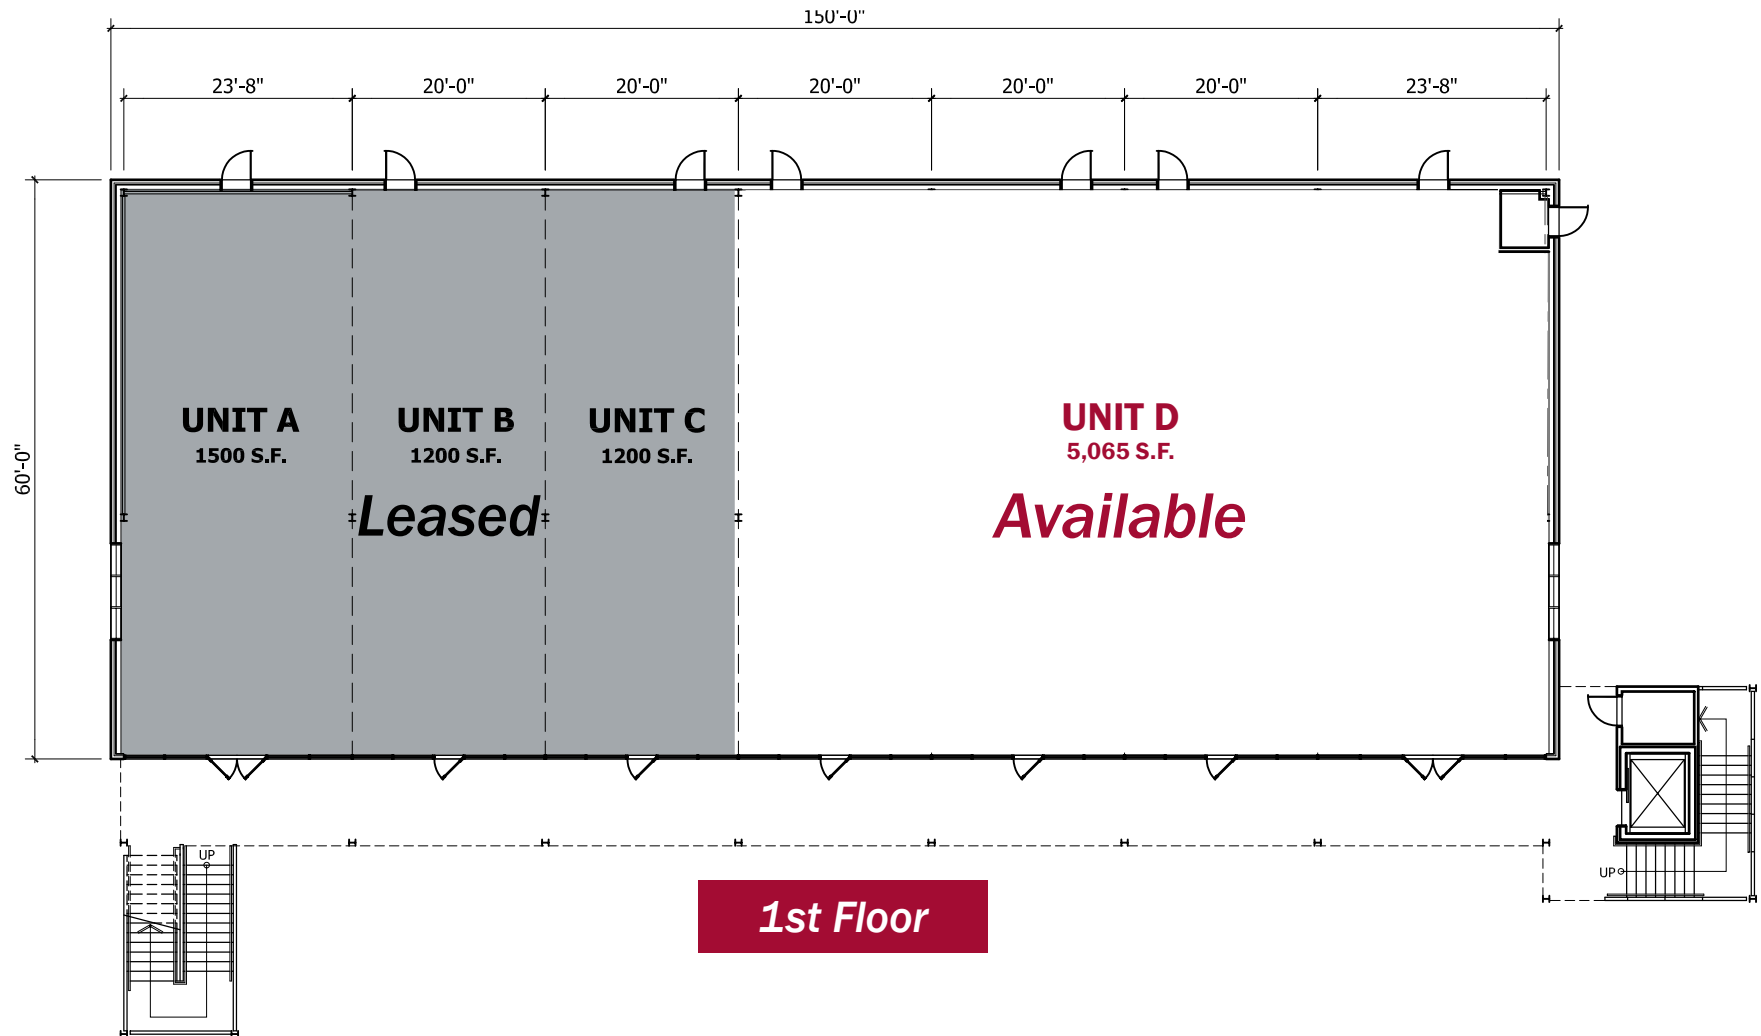 150'-0"
23'-8"
20'-0"
20'-0"
20'-0"
20'-0"
20'-0"
23'-8"
60'-0"
UNIT A
1500 S.F.
UNIT B
1200 S.F.
UNIT C
1200 S.F.
UNIT D
5,065 S.F.
Leased
Available
UP
UP
1st Floor